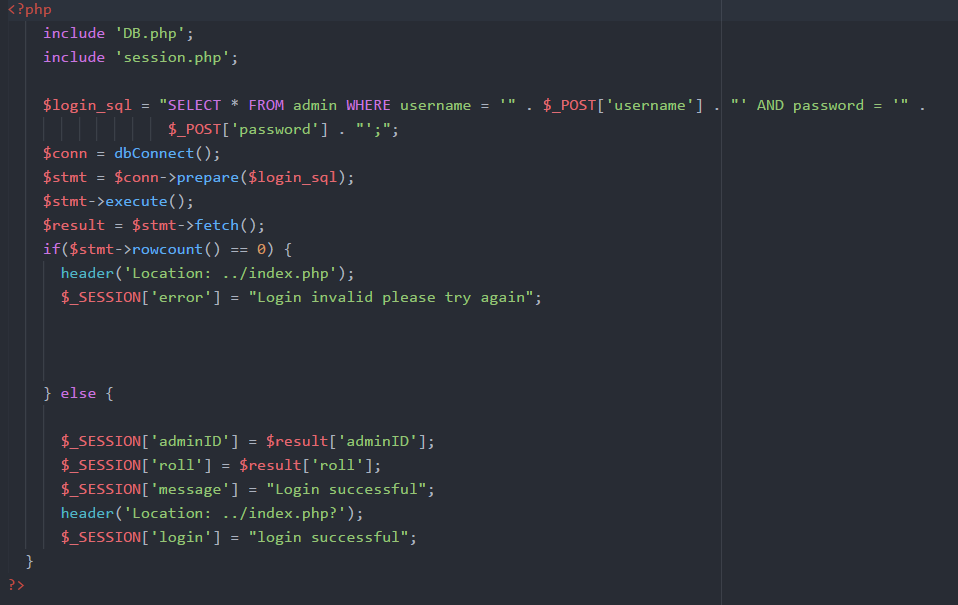 <?php
include 'DB.php';
include 'session.php';
$login_sql = "SELECT * FROM admin WHERE username = '" . $_POST['username'] . "' AND password = '" .
$_POST['password'] . "';";
$conn = dbConnect();
$stmt = $conn->prepare($login_sql);
$stmt->execute();
$result = $stmt->fetch();
if($stmt->rowcount() == 0) {
header('Location: ../index.php');
$_SESSION['error'] = "Login invalid please try again";
} else {
$_SESSION['adminID'] = $result['adminID'];
$_SESSION['roll'] = $result['roll'];
$_SESSION['message'] = "Login successful";
header('Location: ../index.php?');
$_SESSION['login'] = "login successful";
}
?>